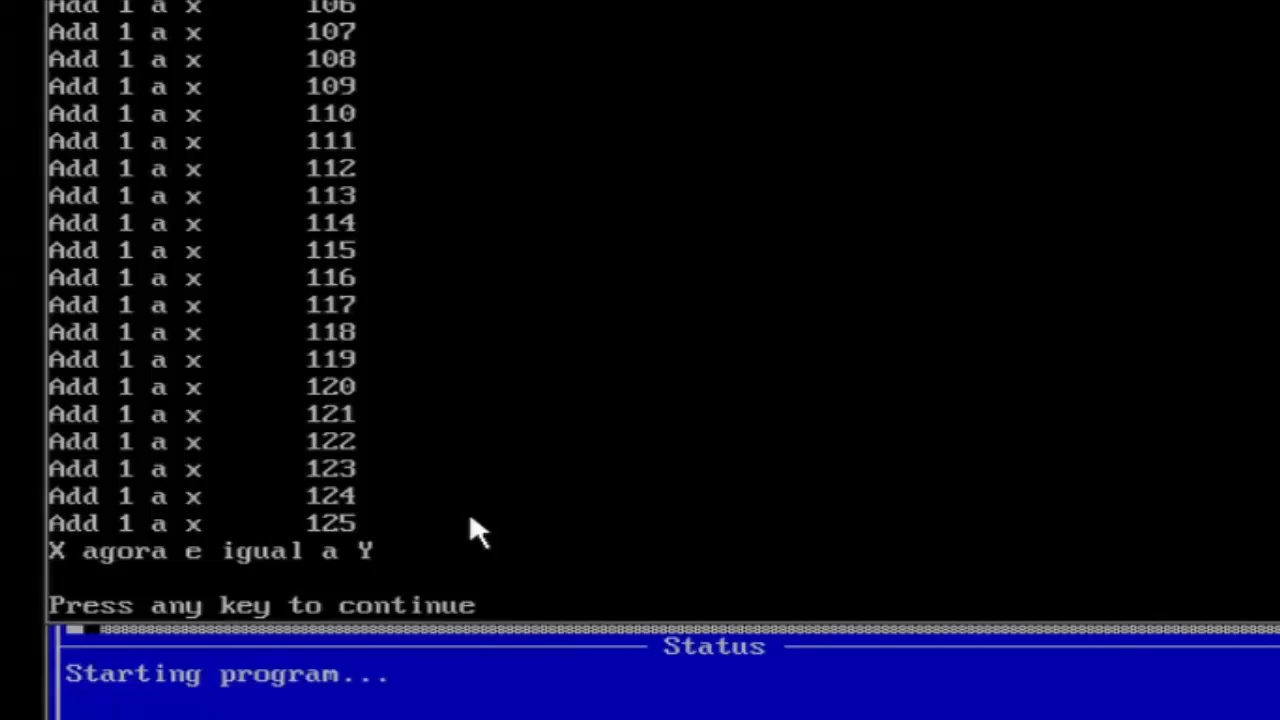 Add 1 a x 106
Add 1 a x 107
Add 1 a x 108
Add 1 a x 109
Add 1 a x 110
Add 1 a x 111
Add 1 a x 112
Add 1 a x 113
Add 1 a x 114
Add 1 a x 115
Add 1 a x 116
Add 1 a x 117
Add 1 a x 118
Add 1 a x 119
Add 1 a x 120
Add 1 a x 121
Add 1 a x 122
Add 1 a x 123
Add 1 a x 124
Add 1 a x 125
X agora e igual a Y
Press any key to continue
Status
Starting program...